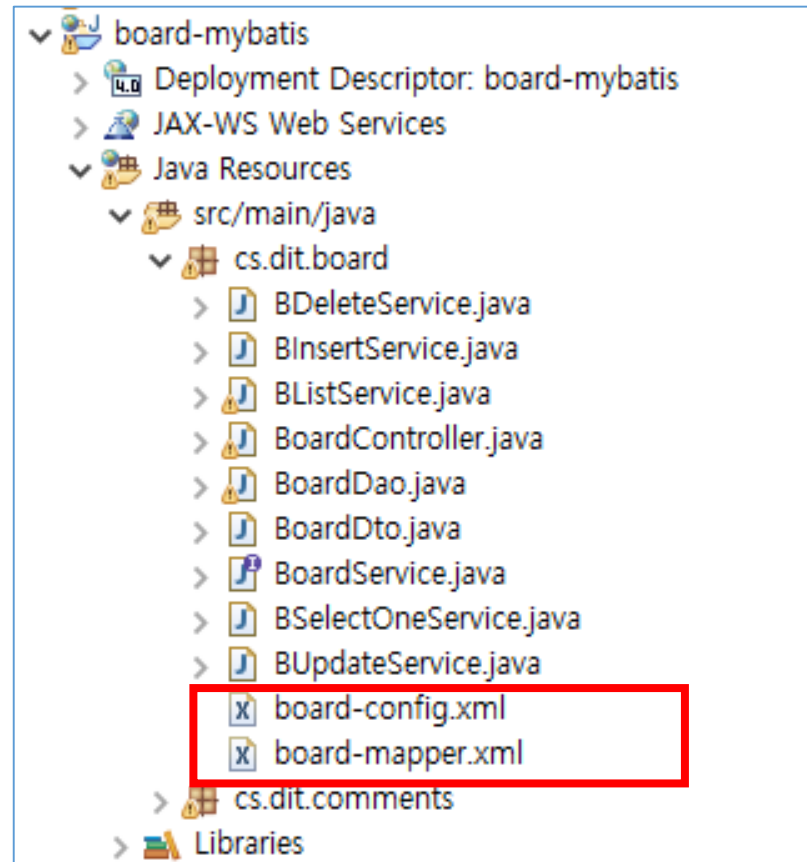 board-mybatis
Deployment Descriptor: board-mybatis
JAX-WS Web Services
Java Resources
src/main/java
cs.dit.board
BDeleteService.java
BInsertService.java
BListService.java
BoardController.java
BoardDao.java
BoardDto.java
BoardService.java
BSelectOneService.java
BUpdateService.java
board-config.xml
board-mapper.xml
cs.dit.comments
Libraries